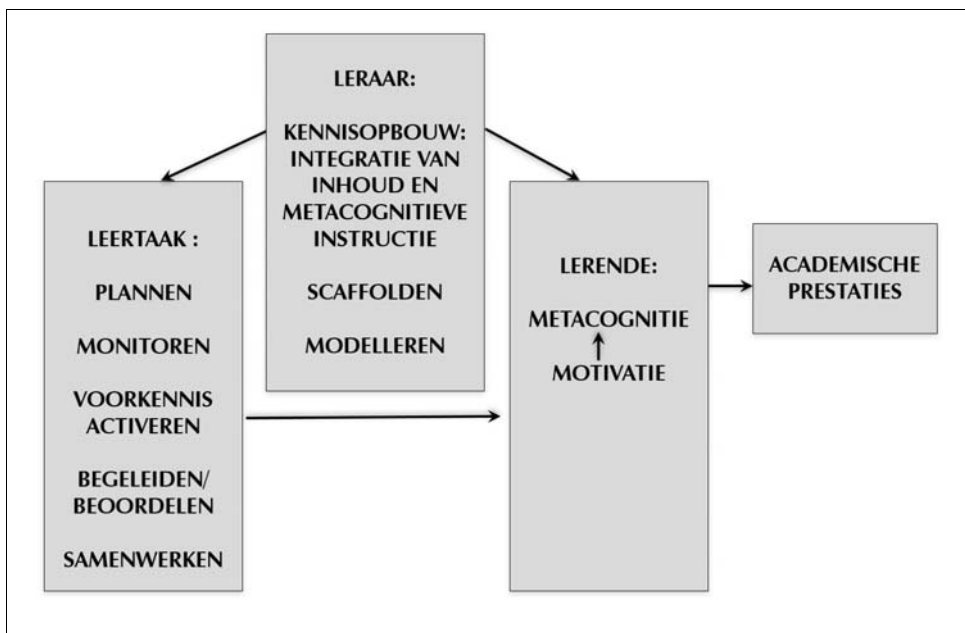 LERAAR:
KENNISOPBOUW:
INTEGRATIE VAN
INHOUD EN
METACOGNITIEVE
INSTRUCTIE
SCAFFOLDEN
MODELLEREN
LEERTAAK :
PLANNEN
MONITOREN
VOORKENNIS
ACTIVEREN
BEGELEIDEN/
BEOORDELEN
SAMENWERKEN
LERENDE:
METACOGNITIE
MOTIVATIE
ACADEMISCHE
PRESTATIES